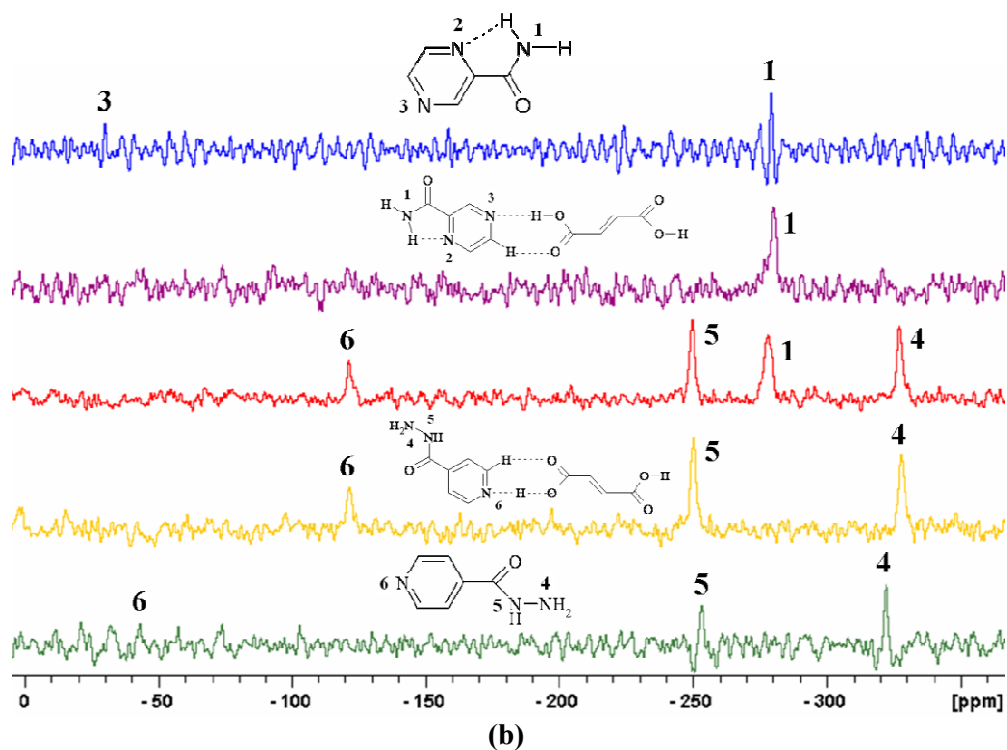 2 H
N 1
N H
3 1
N
3 O
1 O
H N 3
N H O O
H N H O H
2 O
1
6 5 1 4
5
H₂N NH
4
O H O
N H O O H
6 O
6 5 4
O
6 N 4
N NH₂
5 H
6 5 4
0 - 50 - 100 - 150 - 200 - 250 - 300 [ppm]
(b)